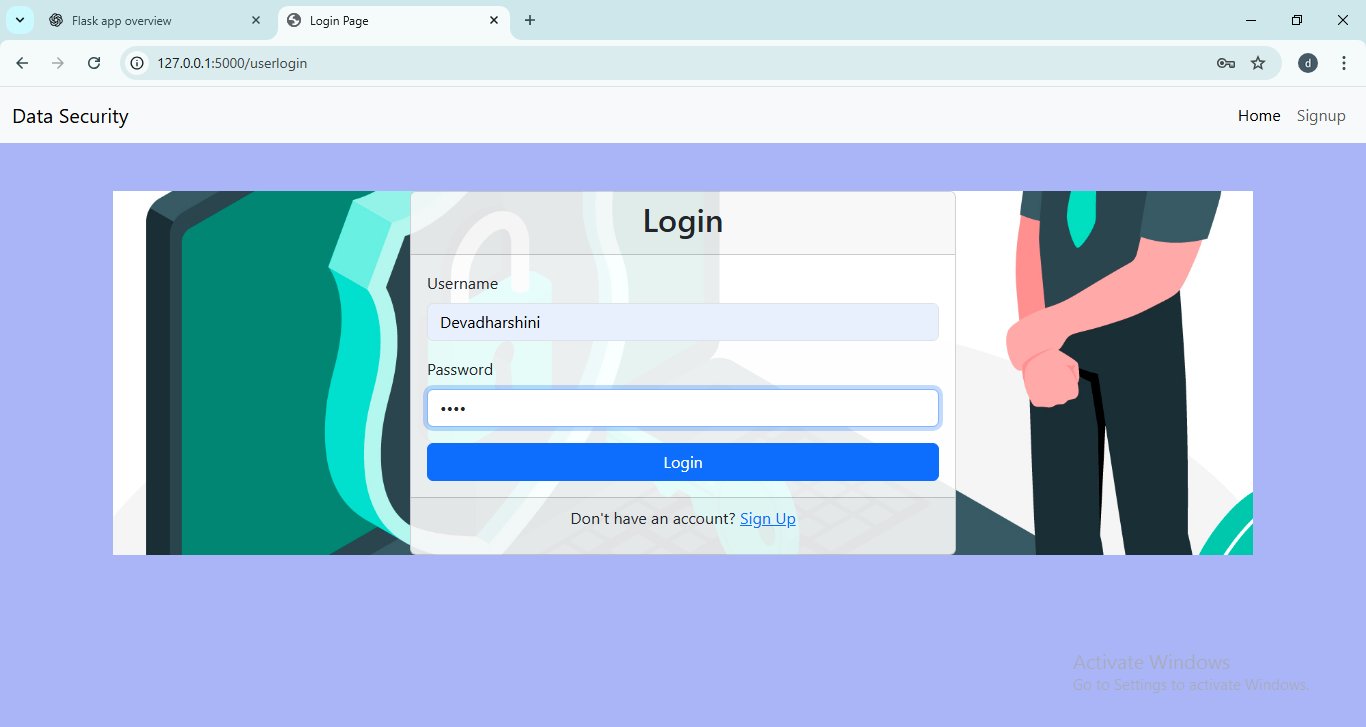 Flask app overview
Login Page
127.0.0.1:5000/userlogin
d
Data Security
Home
Signup
Login
Username
Devadharshini
Password
••••
Login
Don't have an account? Sign Up
Activate Windows
Go to Settings to activate Windows.